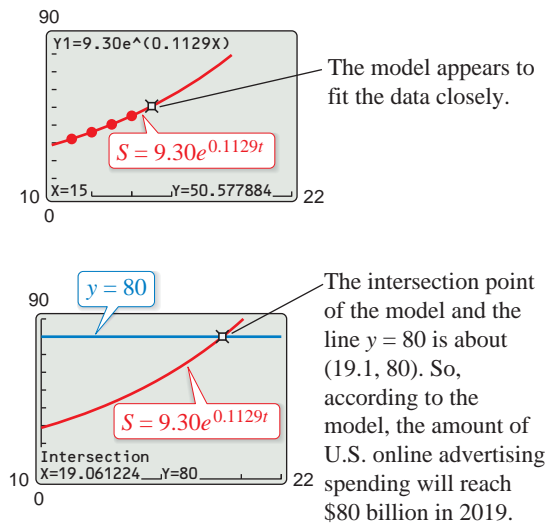 90
Y1=9.30e^(0.1129X)
The model appears to
fit the data closely.
S = 9.30e^0.1129t
X=15 Y=50.577884
10 22
0
y = 80
90
The intersection point
of the model and the
line y = 80 is about
(19.1, 80). So,
according to the
model, the amount of
U.S. online advertising
spending will reach
$80 billion in 2019.
S = 9.30e^0.1129t
Intersection
X=19.061224 Y=80
10 22
0